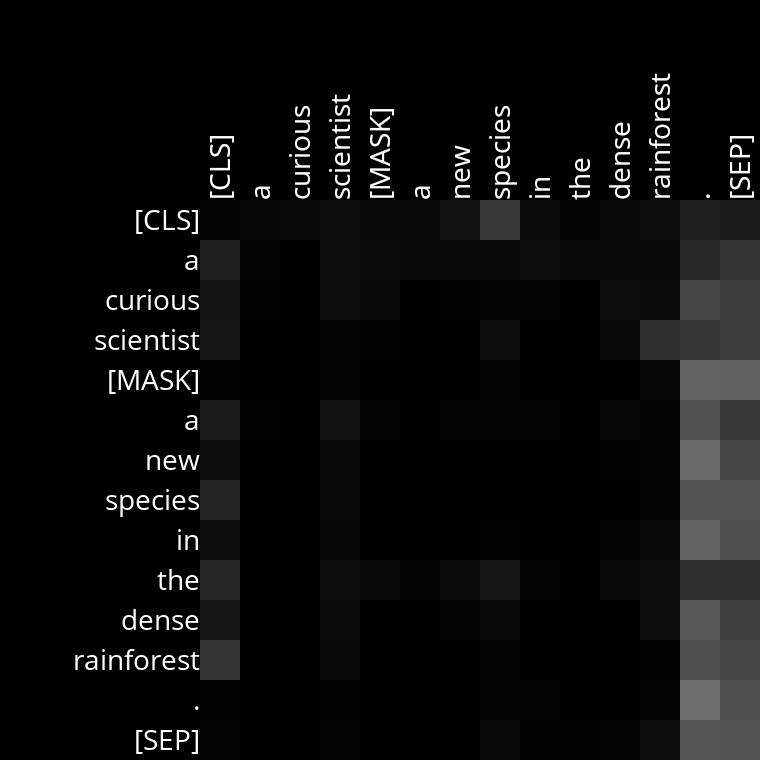 [CLS] a curious scientist [MASK] a new species in the dense rainforest . [SEP]
[CLS]
a
curious
scientist
[MASK]
a
new
species
in
the
dense
rainforest
.
[SEP]